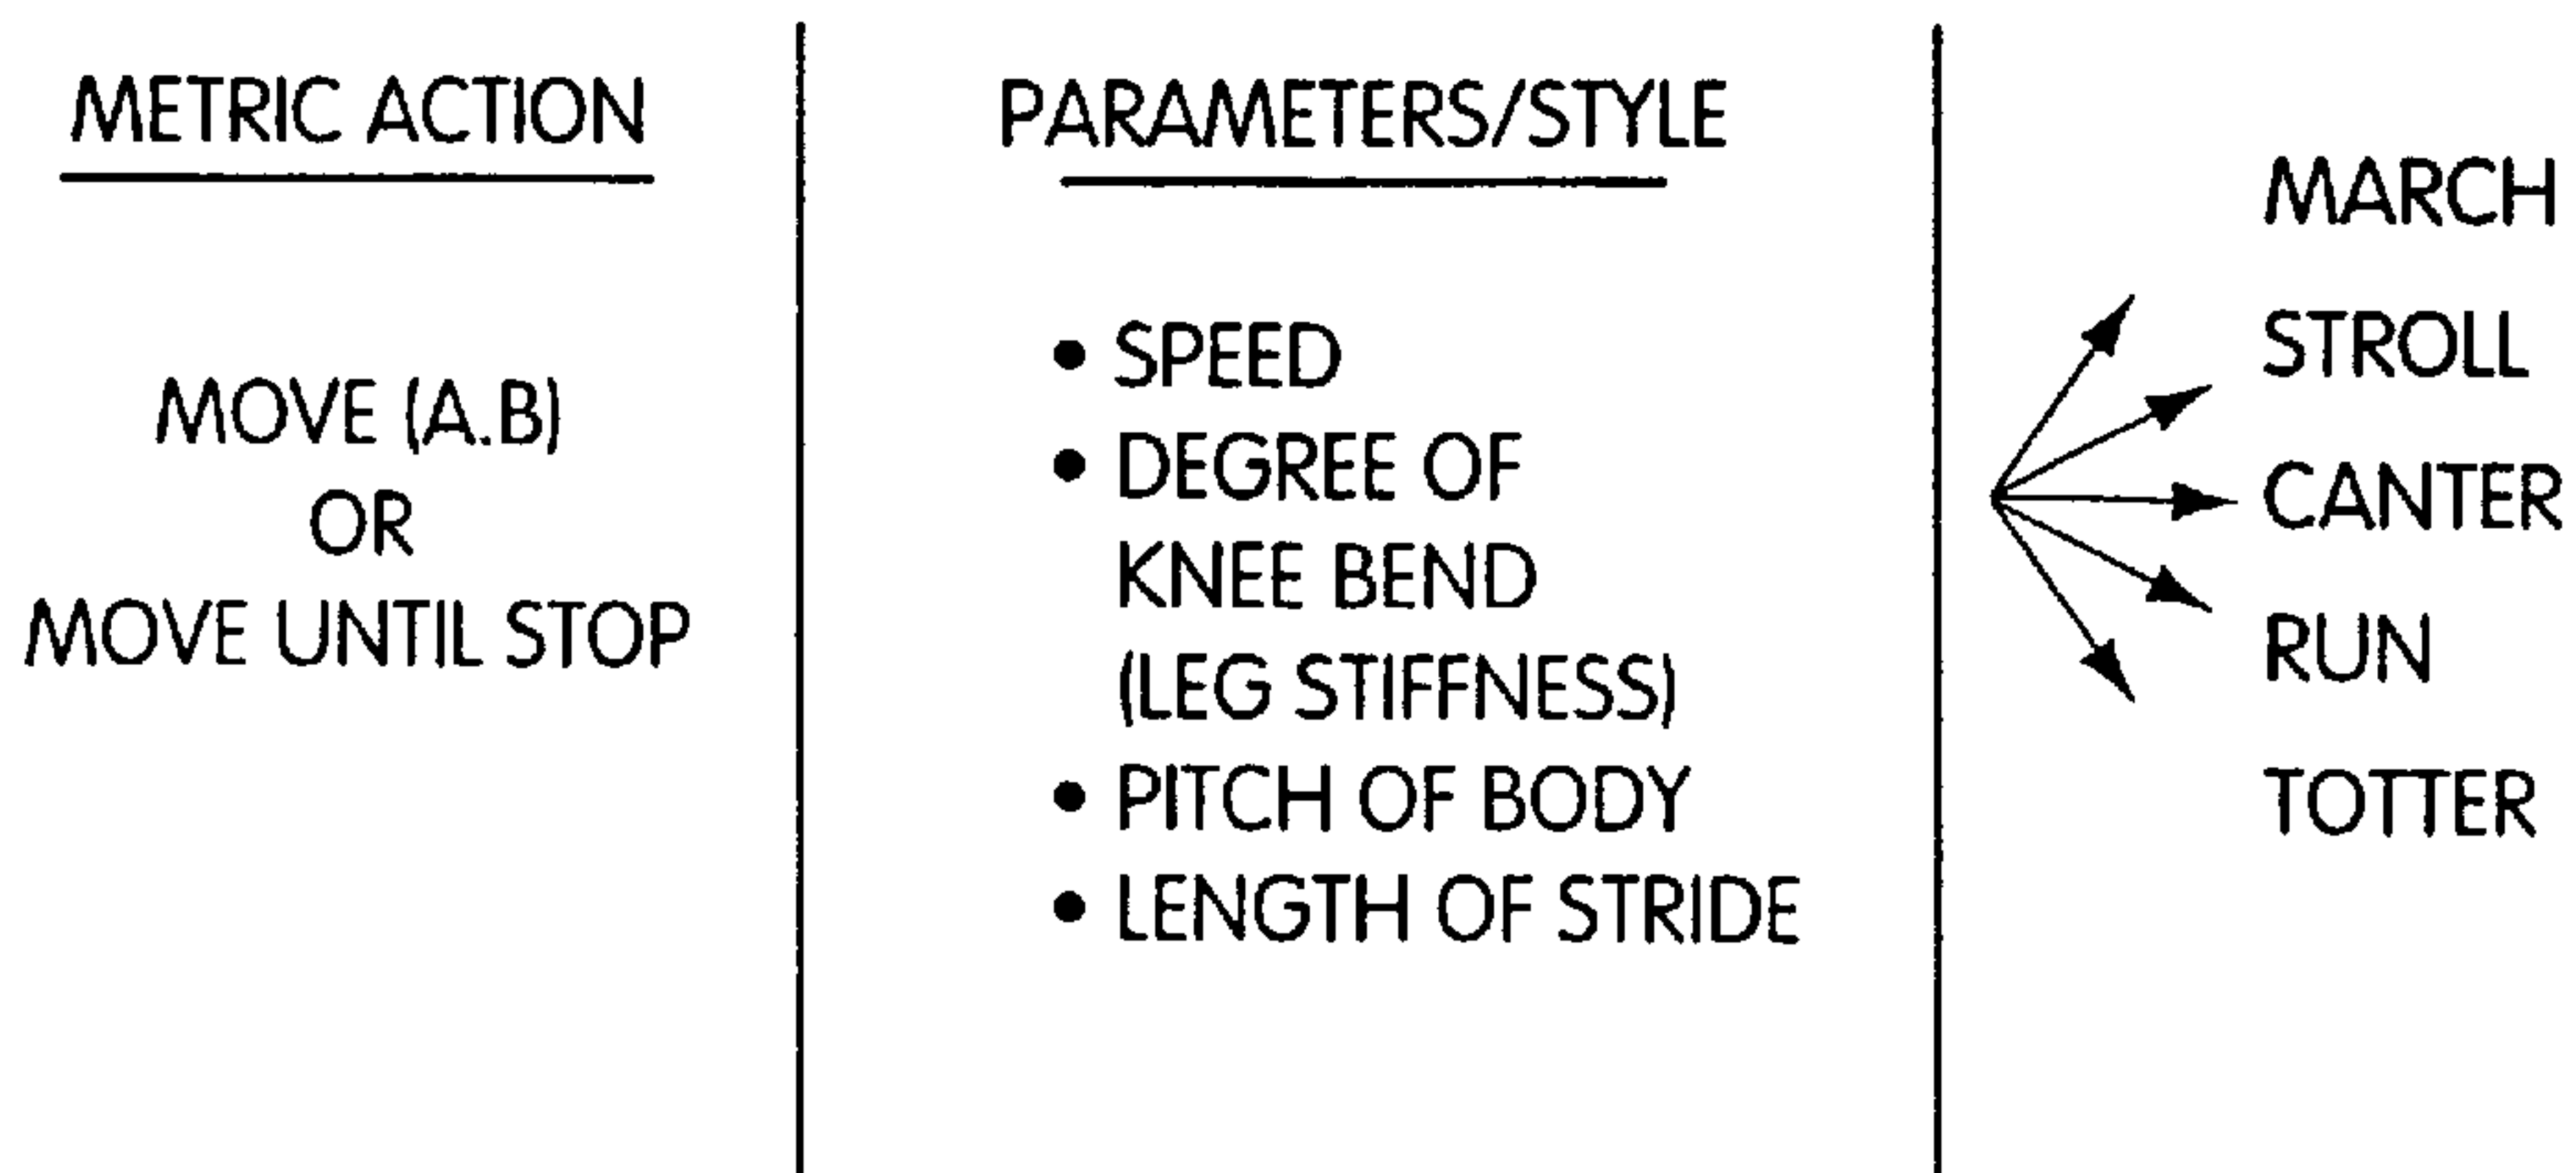 METRIC ACTION
MOVE (A.B)
OR
MOVE UNTIL STOP
PARAMETERS/STYLE
• SPEED
• DEGREE OF
KNEE BEND
(LEG STIFFNESS)
• PITCH OF BODY
• LENGTH OF STRIDE
MARCH
STROLL
CANTER
RUN
TOTTER